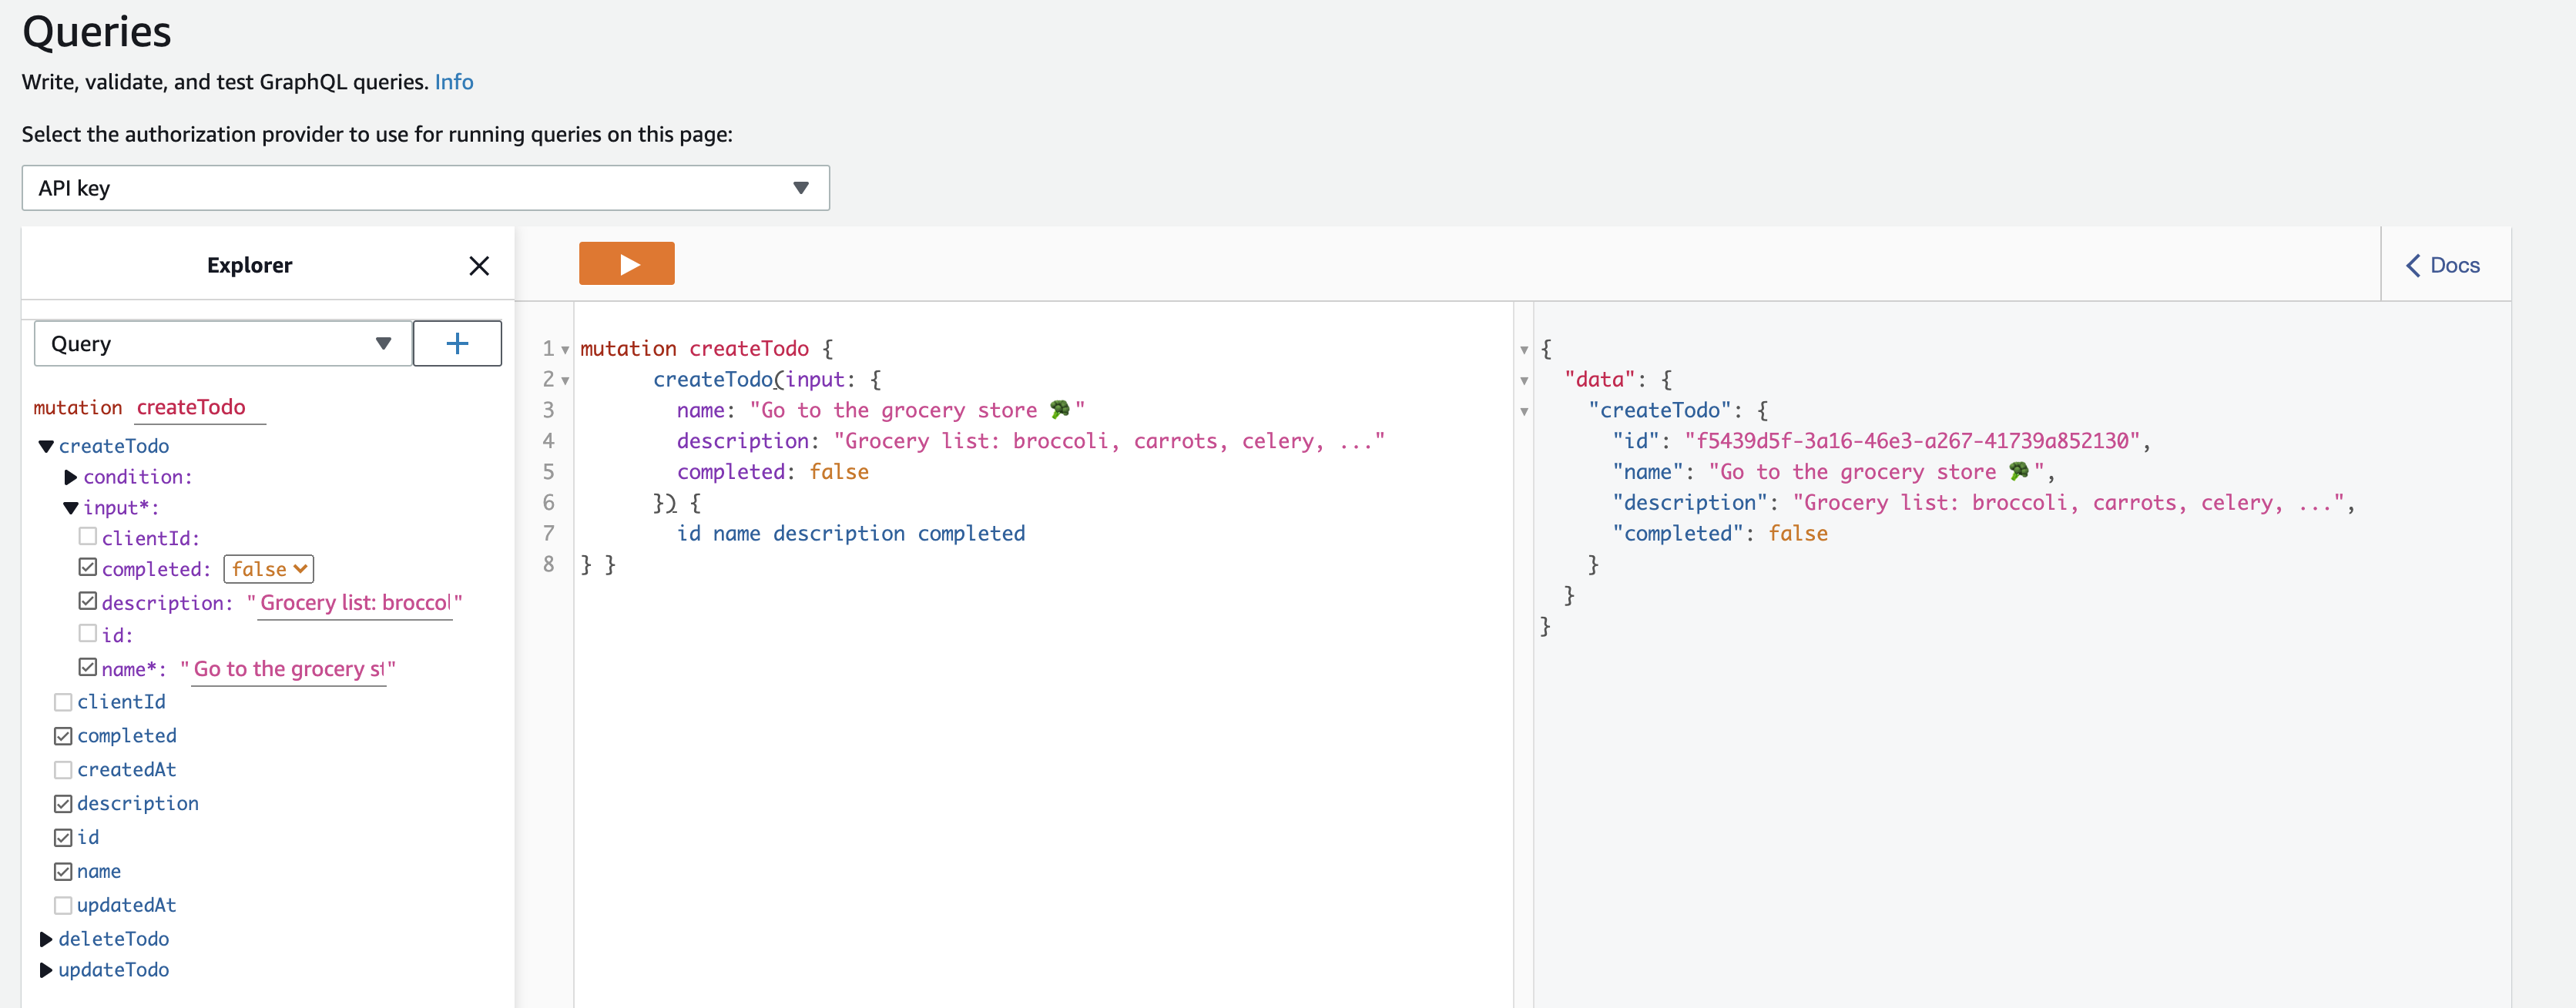 Queries
Write, validate, and test GraphQL queries. Info
Select the authorization provider to use for running queries on this page:
API key
Explorer
Query
mutation createTodo
createTodo
condition:
input*:
clientId:
completed: false
description: "Grocery list: broccol"
id:
name*: "Go to the grocery st"
clientId
completed
createdAt
description
id
name
updatedAt
deleteTodo
updateTodo
1 mutation createTodo {
2 createTodo(input: {
3 name: "Go to the grocery store 🥦"
4 description: "Grocery list: broccoli, carrots, celery, ..."
5 completed: false
6 }) {
7 id name description completed
8 } }
Docs
{
"data": {
"createTodo": {
"id": "f5439d5f-3a16-46e3-a267-41739a852130",
"name": "Go to the grocery store 🥦",
"description": "Grocery list: broccoli, carrots, celery, ...",
"completed": false
}
}
}